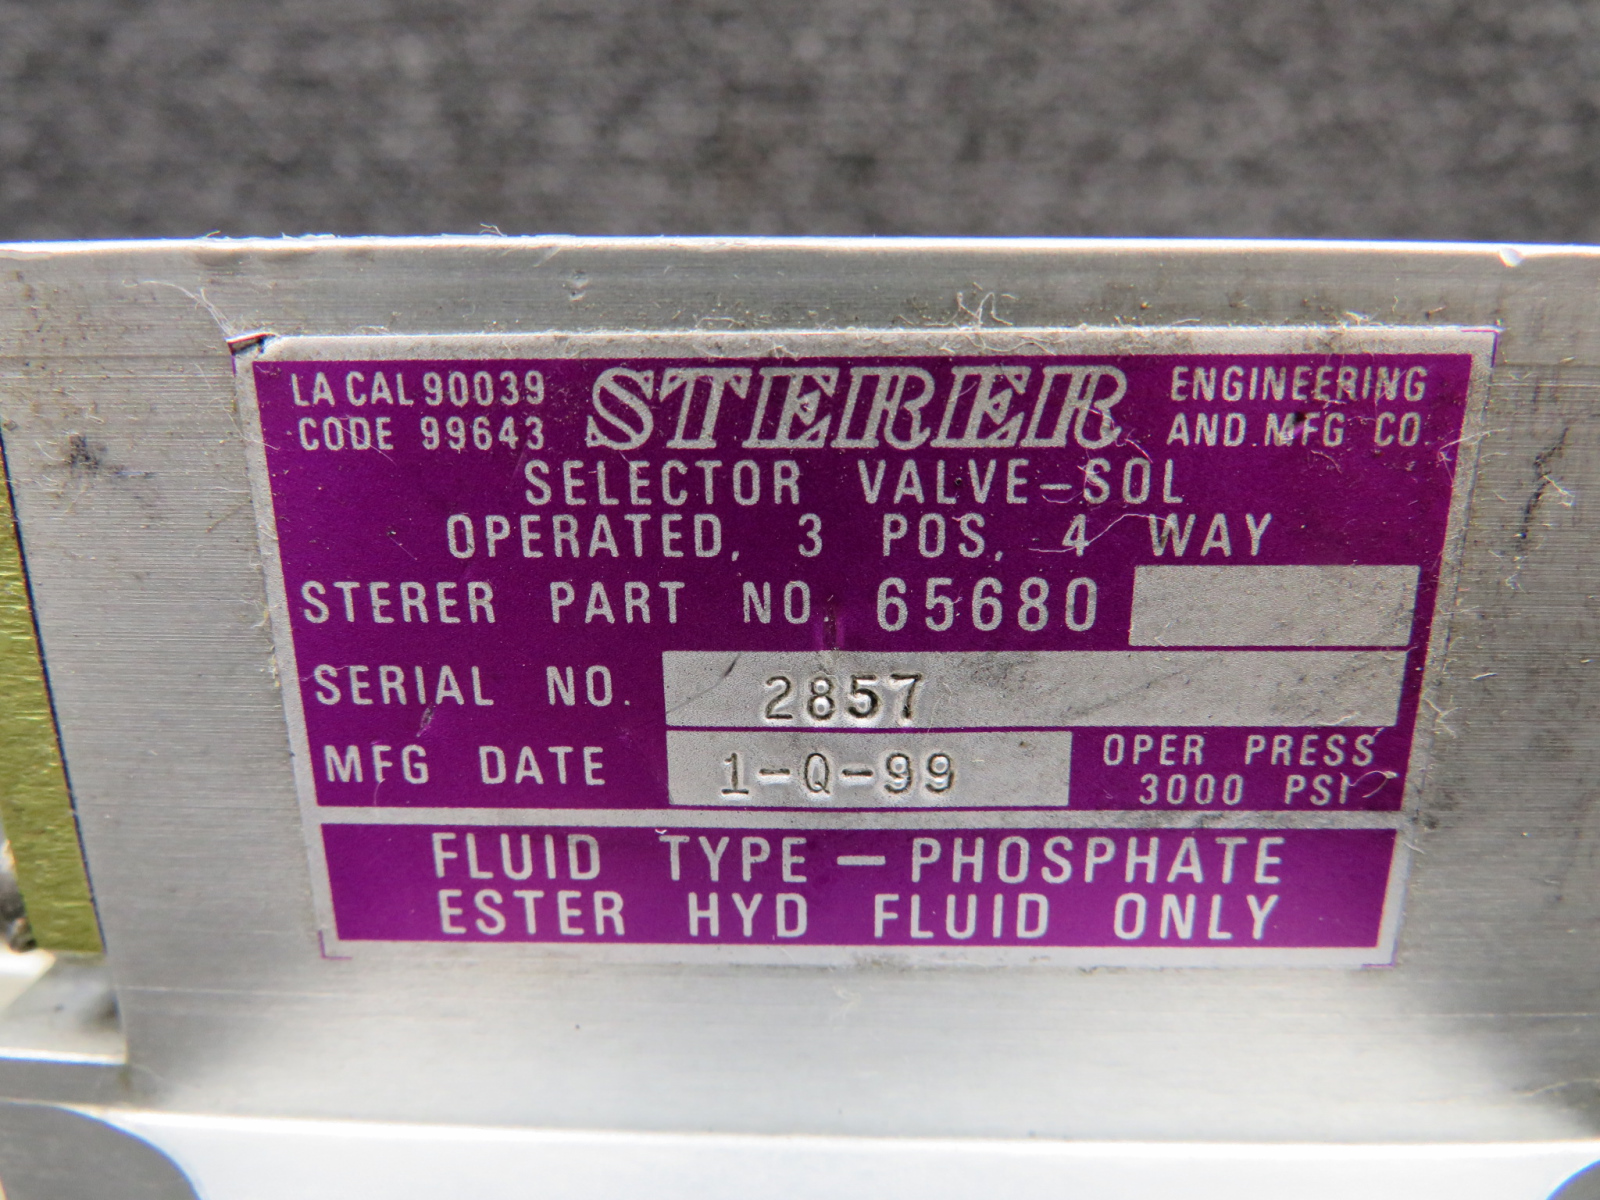 LA CAL 90039 STERER ENGINEERING
CODE 99643 AND MFG CO.
SELECTOR VALVE-SOL
OPERATED, 3 POS, 4 WAY
STERER PART NO. 65680
SERIAL NO. 2857
MFG DATE 1-Q-99 OPER PRESS
3000 PSI
FLUID TYPE - PHOSPHATE
ESTER HYD FLUID ONLY